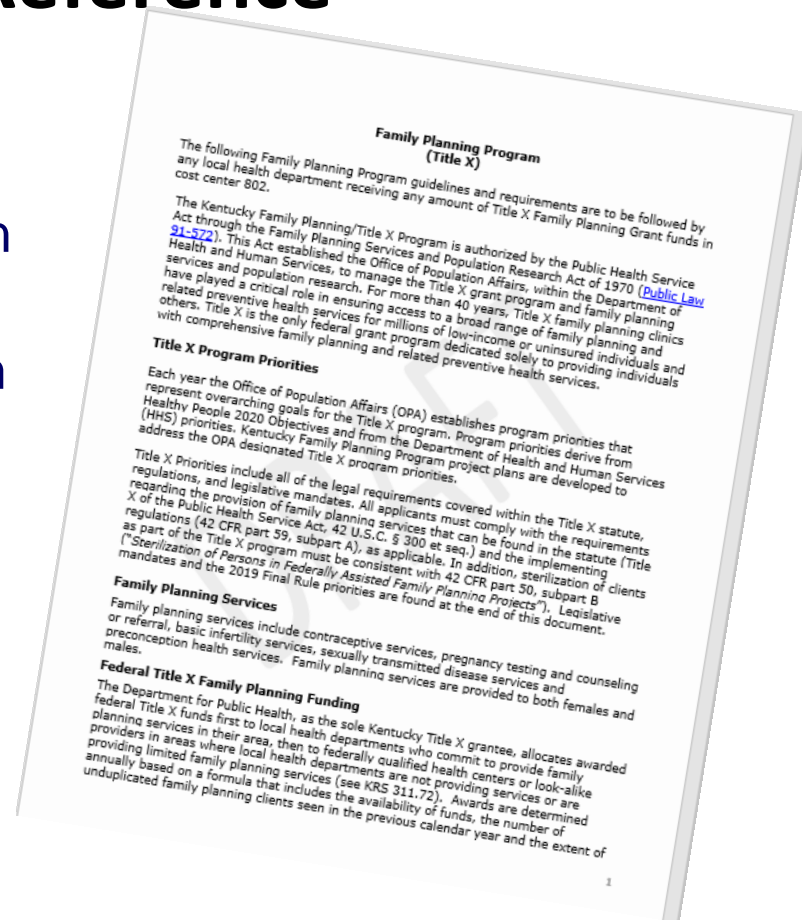 Reference
n
n
Family Planning Program
(Title X)
The following Family Planning Program guidelines and requirements are to be followed by
any local health department receiving any amount of Title X Family Planning Grant funds in
cost center 802.
The Kentucky Family Planning/Title X Program is authorized by the Public Health Service
Act through the Family Planning Services and Population Research Act of 1970 (Public Law
91-572). This Act established the Office of Population Affairs, within the Department of
Health and Human Services, to manage the Title X grant program and family planning
services and population research. For more than 40 years, Title X family planning clinics
have played a critical role in ensuring access to a broad range of family planning and
related preventive health services for millions of low-income or uninsured individuals and
others. Title X is the only federal grant program dedicated solely to providing individuals
with comprehensive family planning and related preventive health services.
Title X Program Priorities
Each year the Office of Population Affairs (OPA) establishes program priorities that
represent overarching goals for the Title X program. Program priorities derive from
Healthy People 2020 Objectives and from the Department of Health and Human Services
(HHS) priorities. Kentucky Family Planning Program project plans are developed to
address the OPA designated Title X program priorities.
Title X Priorities include all of the legal requirements covered within the Title X statute,
regulations, and legislative mandates. All applicants must comply with the requirements
regarding the provision of family planning services that can be found in the statute (Title
X of the Public Health Service Act, 42 U.S.C. § 300 et seq.) and the implementing
regulations (42 CFR part 59, subpart A), as applicable. In addition, sterilization of clients
as part of the Title X program must be consistent with 42 CFR part 50, subpart B
("Sterilization of Persons in Federally Assisted Family Planning Projects"). Legislative
mandates and the 2019 Final Rule priorities are found at the end of this document.
Family Planning Services
Family planning services include contraceptive services, pregnancy testing and counseling
or referral, basic infertility services, sexually transmitted disease services and
preconception health services. Family planning services are provided to both females and
males.
Federal Title X Family Planning Funding
The Department for Public Health, as the sole Kentucky Title X grantee, allocates awarded
federal Title X funds first to local health departments who commit to provide family
planning services in their area, then to federally qualified health centers or look-alike
providers in areas where local health departments are not providing services or are
providing limited family planning services (see KRS 311.72). Awards are determined
annually based on a formula that includes the availability of funds, the number of
unduplicated family planning clients seen in the previous calendar year and the extent of
1
DRAFT